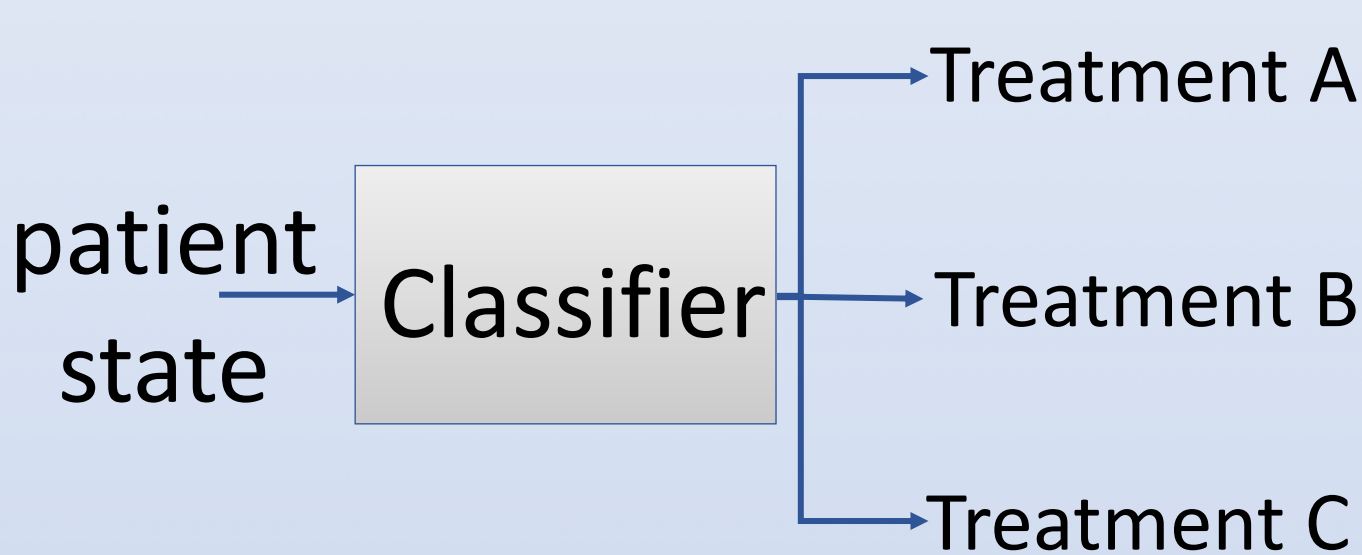 patient
state
Classifier
Treatment A
Treatment B
Treatment C